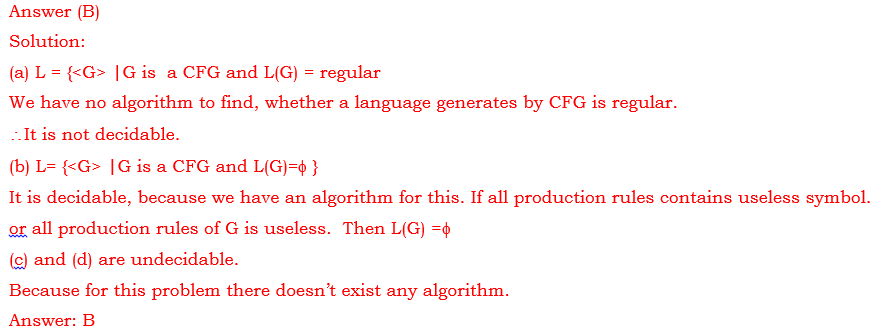 Answer (B)
Solution:
(a) L = {<G> |G is  a CFG and L(G) = regular
We have no algorithm to find, whether a language generates by CFG is regular.
∴It is not decidable.
(b) L= {<G> |G is a CFG and L(G)=ϕ }
It is decidable, because we have an algorithm for this. If all production rules contains useless symbol.
or all production rules of G is useless.  Then L(G) =ϕ
(c) and (d) are undecidable.
Because for this problem there doesn’t exist any algorithm.
Answer: B